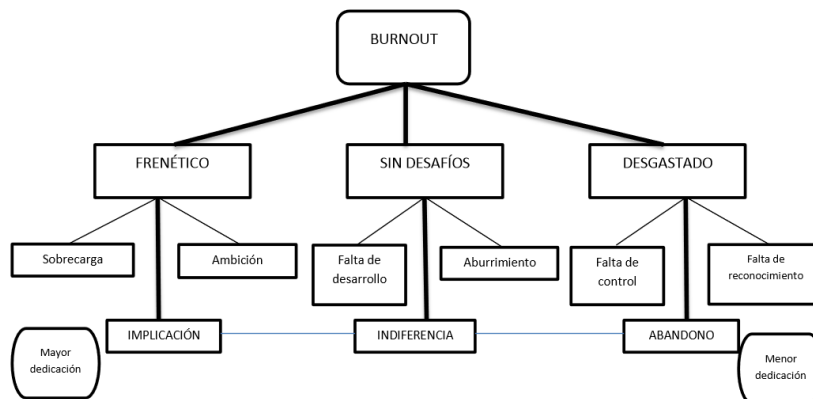 BURNOUT
FRENÉTICO
SIN DESAFÍOS
DESGASTADO
Sobrecarga
Ambición
Falta de
desarrollo
Aburrimiento
Falta de
control
Falta de
reconocimiento
IMPLICACIÓN
INDIFERENCIA
ABANDONO
Mayor
dedicación
Menor
dedicación